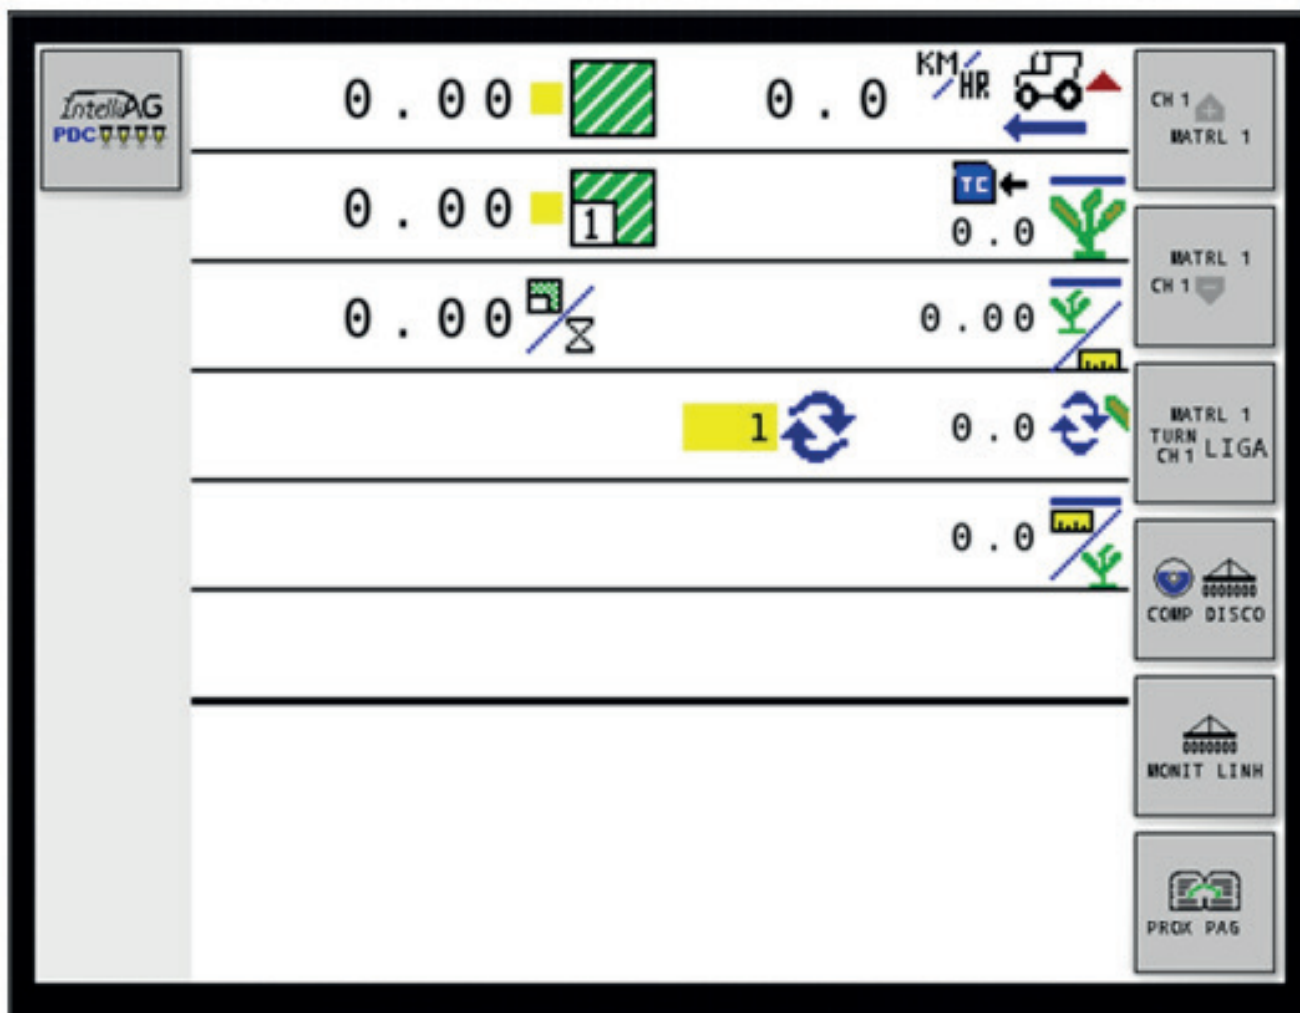 IntelliAG
PDC
0.00
0.0
KM/HR
0.00
1
TC
0.0
0.00
0.00
1
0.0
0.0
CH 1
MATRL 1
MATRL 1
CH 1
MATRL 1
TURN
CH 1 LIGA
COMP DISCO
MONIT LINH
PROX PAG